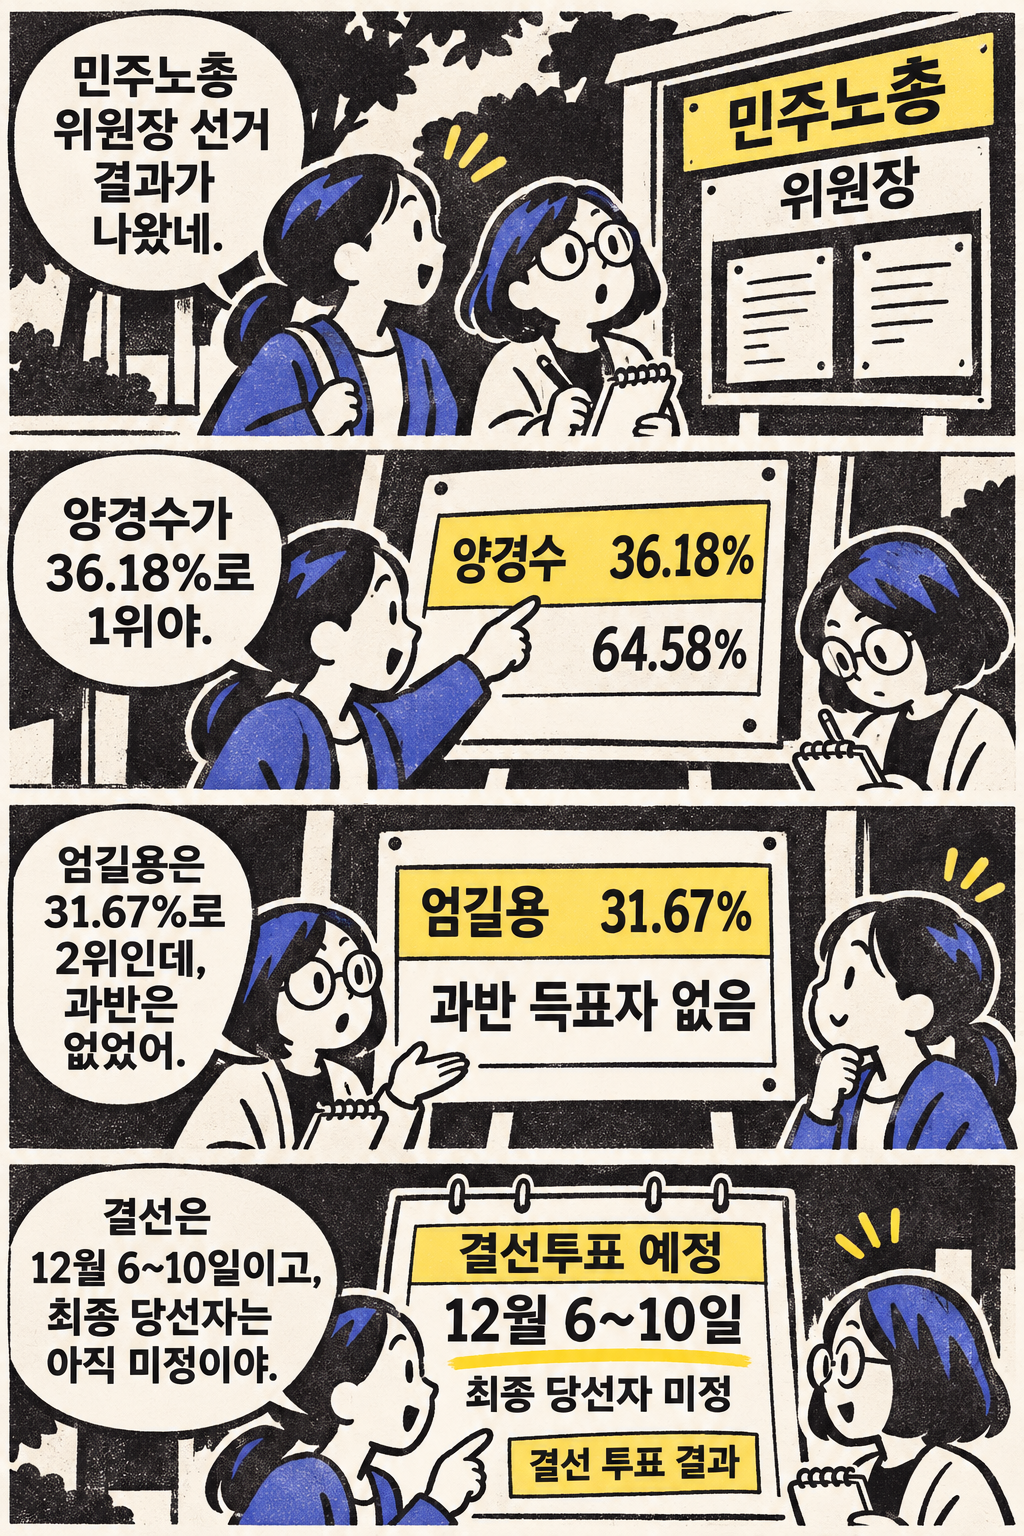 민주노총
위원장 선거
결과가
나왔네.
민주노총
위원장
양경수가
36.18%로
1위야.
양경수 36.18%
64.58%
엄길용은
31.67%로
2위인데,
과반은
없었어.
엄길용 31.67%
과반 득표자 없음
결선은
12월 6~10일이고,
최종 당선자는
아직 미정이야.
결선투표 예정
12월 6~10일
최종 당선자 미정
결선 투표 결과